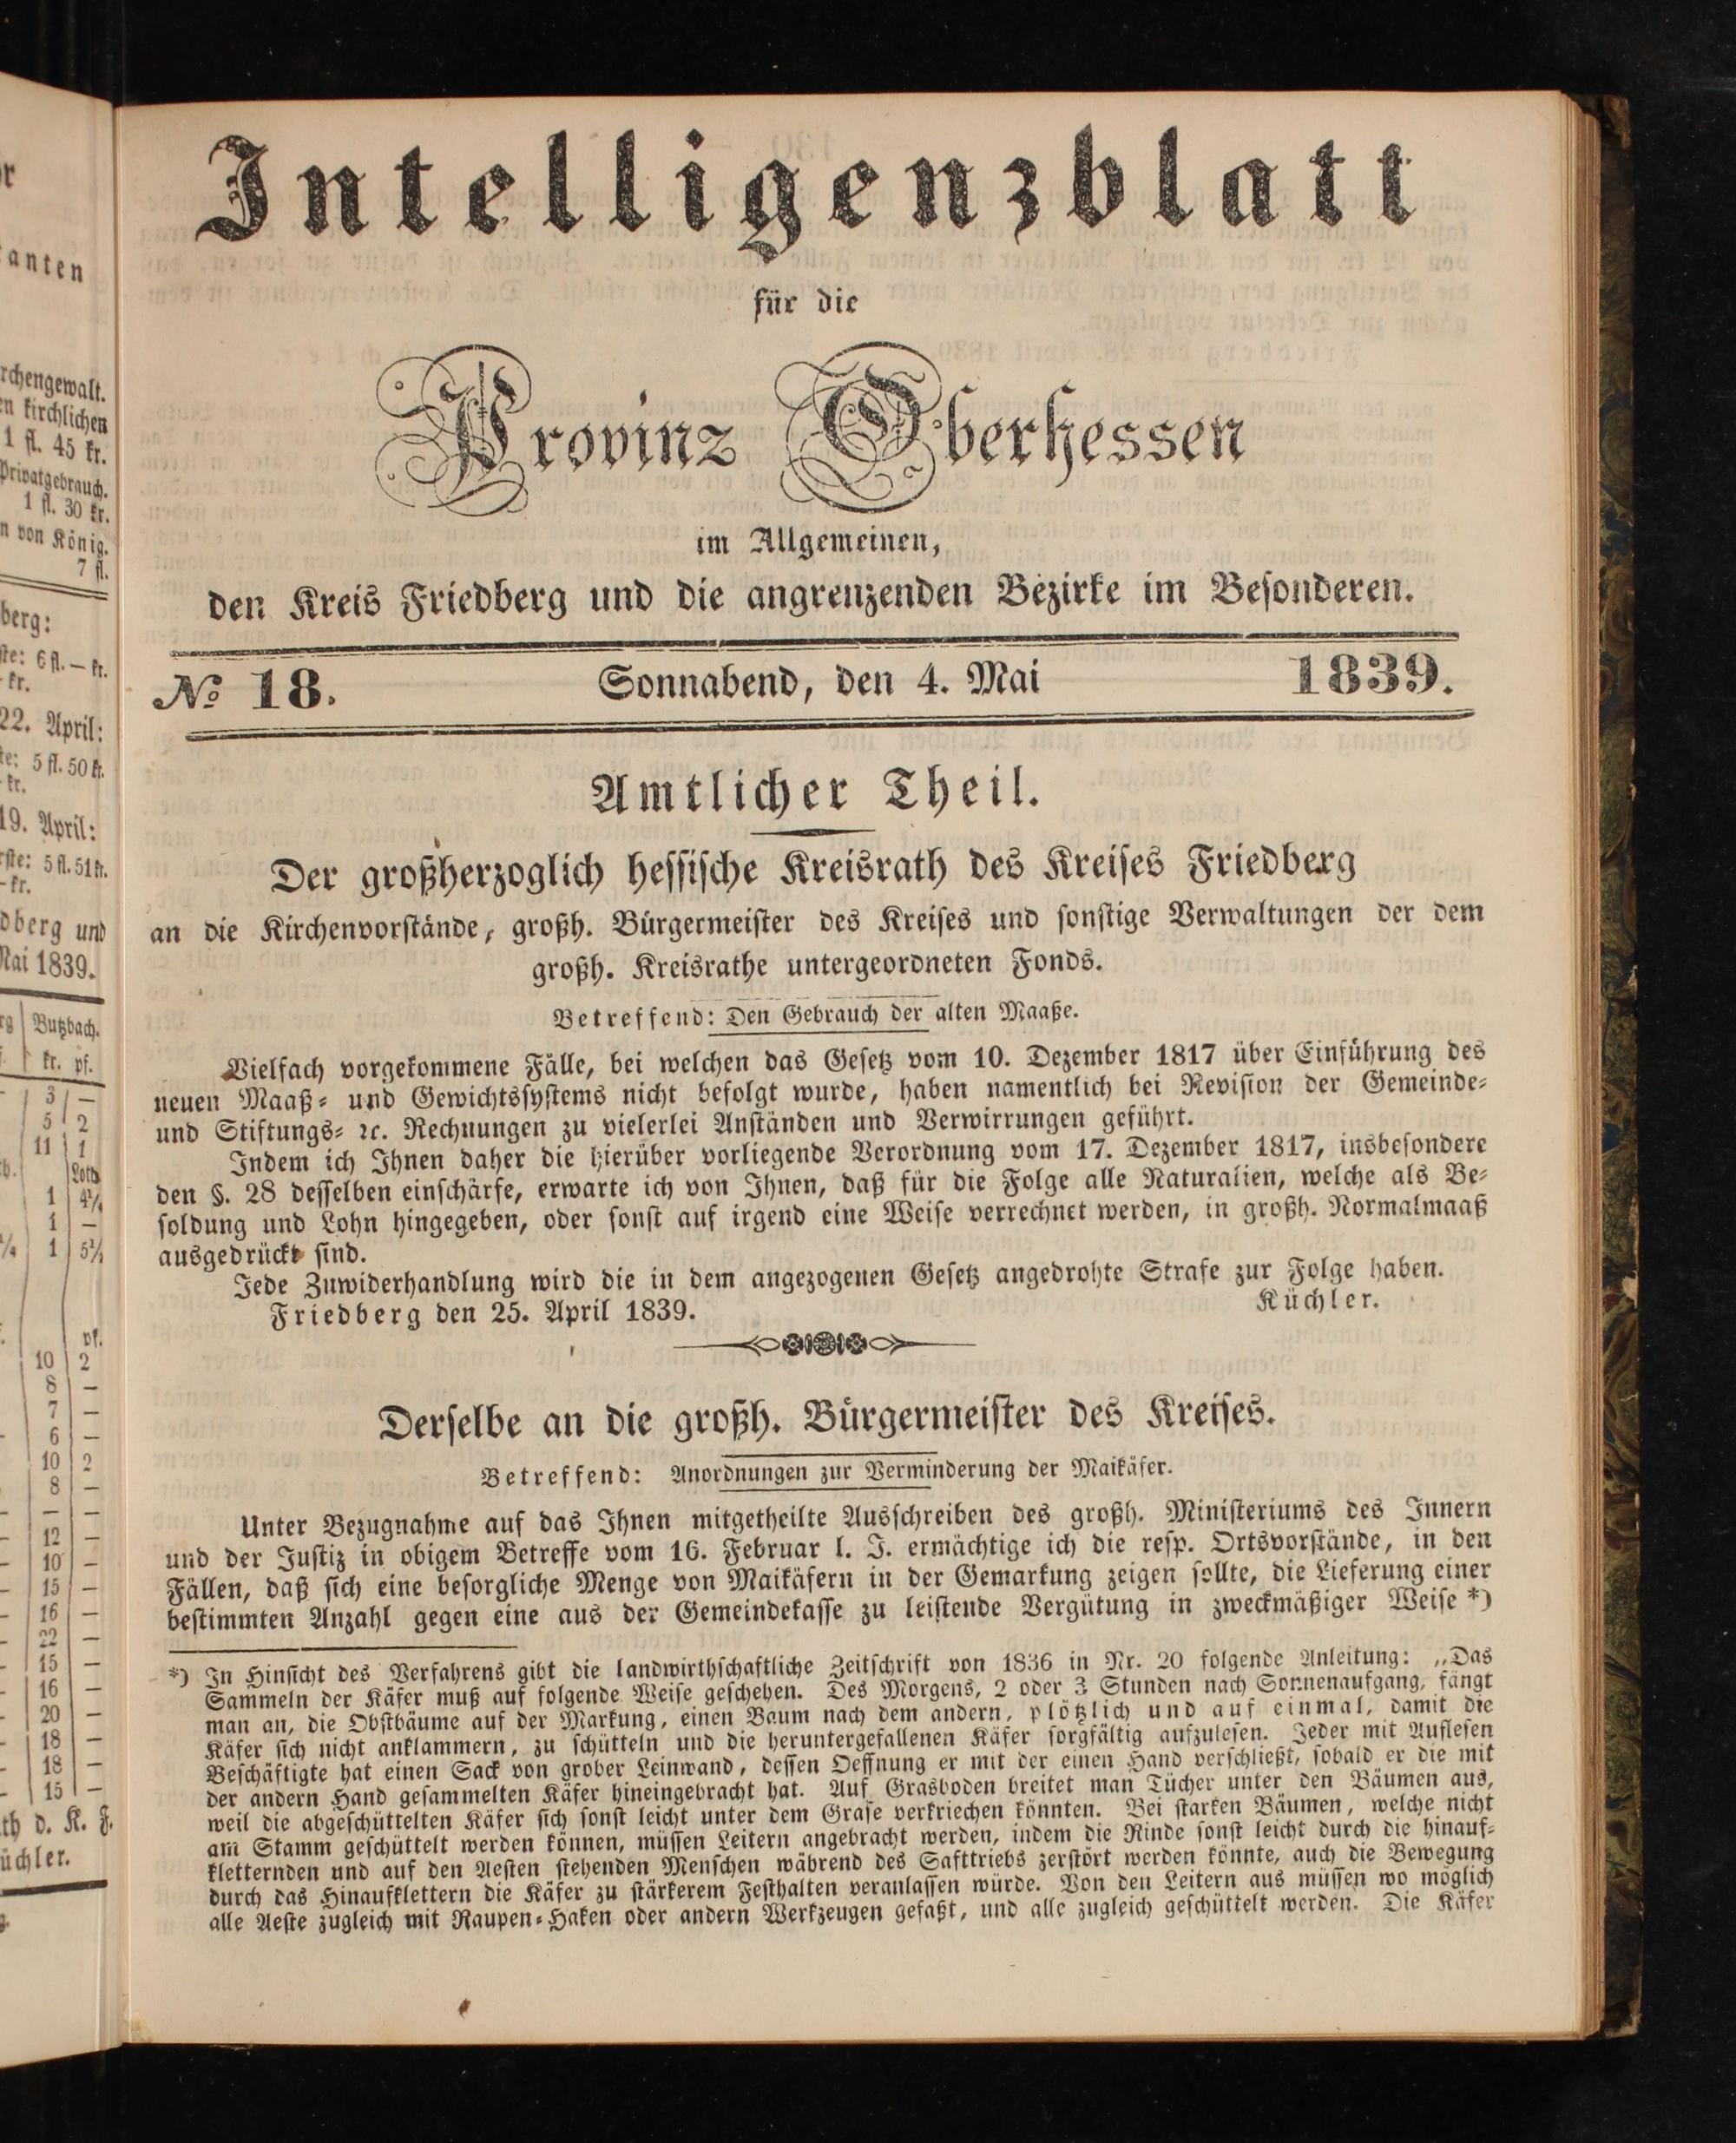 Intelligenzblatt
für die
Provinz Oberhessen
im Allgemeinen,
den Kreis Friedberg und die angrenzenden Bezirke im Besonderen.
№ 18. Sonnabend, den 4. Mai 1839.
Amtlicher Theil.
Der großherzoglich hessische Kreisrath des Kreises Friedberg
an die Kirchenvorstände, großh. Bürgermeister des Kreises und sonstige Verwaltungen der dem
großh. Kreisrathe untergeordneten Fonds.
Betreffend: Den Gebrauch der alten Maaße.
Vielfach vorgekommene Fälle, bei welchen das Gesetz vom 10. Dezember 1817 über Einführung des
neuen Maaß- und Gewichtssystems nicht befolgt wurde, haben namentlich bei Revision der Gemeinde-
und Stiftungs- ꝛc. Rechnungen zu vielerlei Anständen und Verwirrungen geführt.
Indem ich Ihnen daher die hierüber vorliegende Verordnung vom 17. Dezember 1817, insbesondere
den §. 28 desselben einschärfe, erwarte ich von Ihnen, daß für die Folge alle Naturalien, welche als Be-
soldung und Lohn hingegeben, oder sonst auf irgend eine Weise verrechnet werden, in großh. Normalmaaß
ausgedrückt sind.
Jede Zuwiderhandlung wird die in dem angezogenen Gesetz angedrohte Strafe zur Folge haben.
Friedberg den 25. April 1839. Küchler.
Derselbe an die großh. Bürgermeister des Kreises.
Betreffend: Anordnungen zur Verminderung der Maikäfer.
Unter Bezugnahme auf das Ihnen mitgetheilte Ausschreiben des großh. Ministeriums des Innern
und der Justiz in obigem Betreffe vom 16. Februar l. J. ermächtige ich die resp. Ortsvorstände, in den
Fällen, daß sich eine besorgliche Menge von Maikäfern in der Gemarkung zeigen sollte, die Lieferung einer
bestimmten Anzahl gegen eine aus der Gemeindekasse zu leistende Vergütung in zweckmäßiger Weise *)
*) In Hinsicht des Verfahrens gibt die landwirthschaftliche Zeitschrift von 1836 in Nr. 20 folgende Anleitung: „Das
Sammeln der Käfer muß auf folgende Weise geschehen. Des Morgens, 2 oder 3 Stunden nach Sonnenaufgang, fängt
man an, die Obstbäume auf der Markung, einen Baum nach dem andern, plötzlich und auf einmal, damit die
Käfer sich nicht anklammern, zu schütteln und die heruntergefallenen Käfer sorgfältig aufzulesen. Jeder mit Auflesen
Beschäftigte hat einen Sack von grober Leinwand, dessen Oeffnung er mit der einen Hand verschließt, sobald er die mit
der andern Hand gesammelten Käfer hineingebracht hat. Auf Grasboden breitet man Tücher unter den Bäumen aus,
weil die abgeschüttelten Käfer sich sonst leicht unter dem Grase verkriechen könnten. Bei starken Bäumen, welche nicht
am Stamm geschüttelt werden können, müssen Leitern angebracht werden, indem die Rinde sonst leicht durch die hinauf-
kletternden und auf den Aesten stehenden Menschen während des Safttriebs zerstört werden könnte, auch die Bewegung
durch das Hinaufklettern die Käfer zu stärkerem Festhalten veranlassen würde. Von den Leitern aus müssen wo möglich
alle Aeste zugleich mit Raupen-Haken oder andern Werkzeugen gefaßt, und alle zugleich geschüttelt werden. Die Käfer